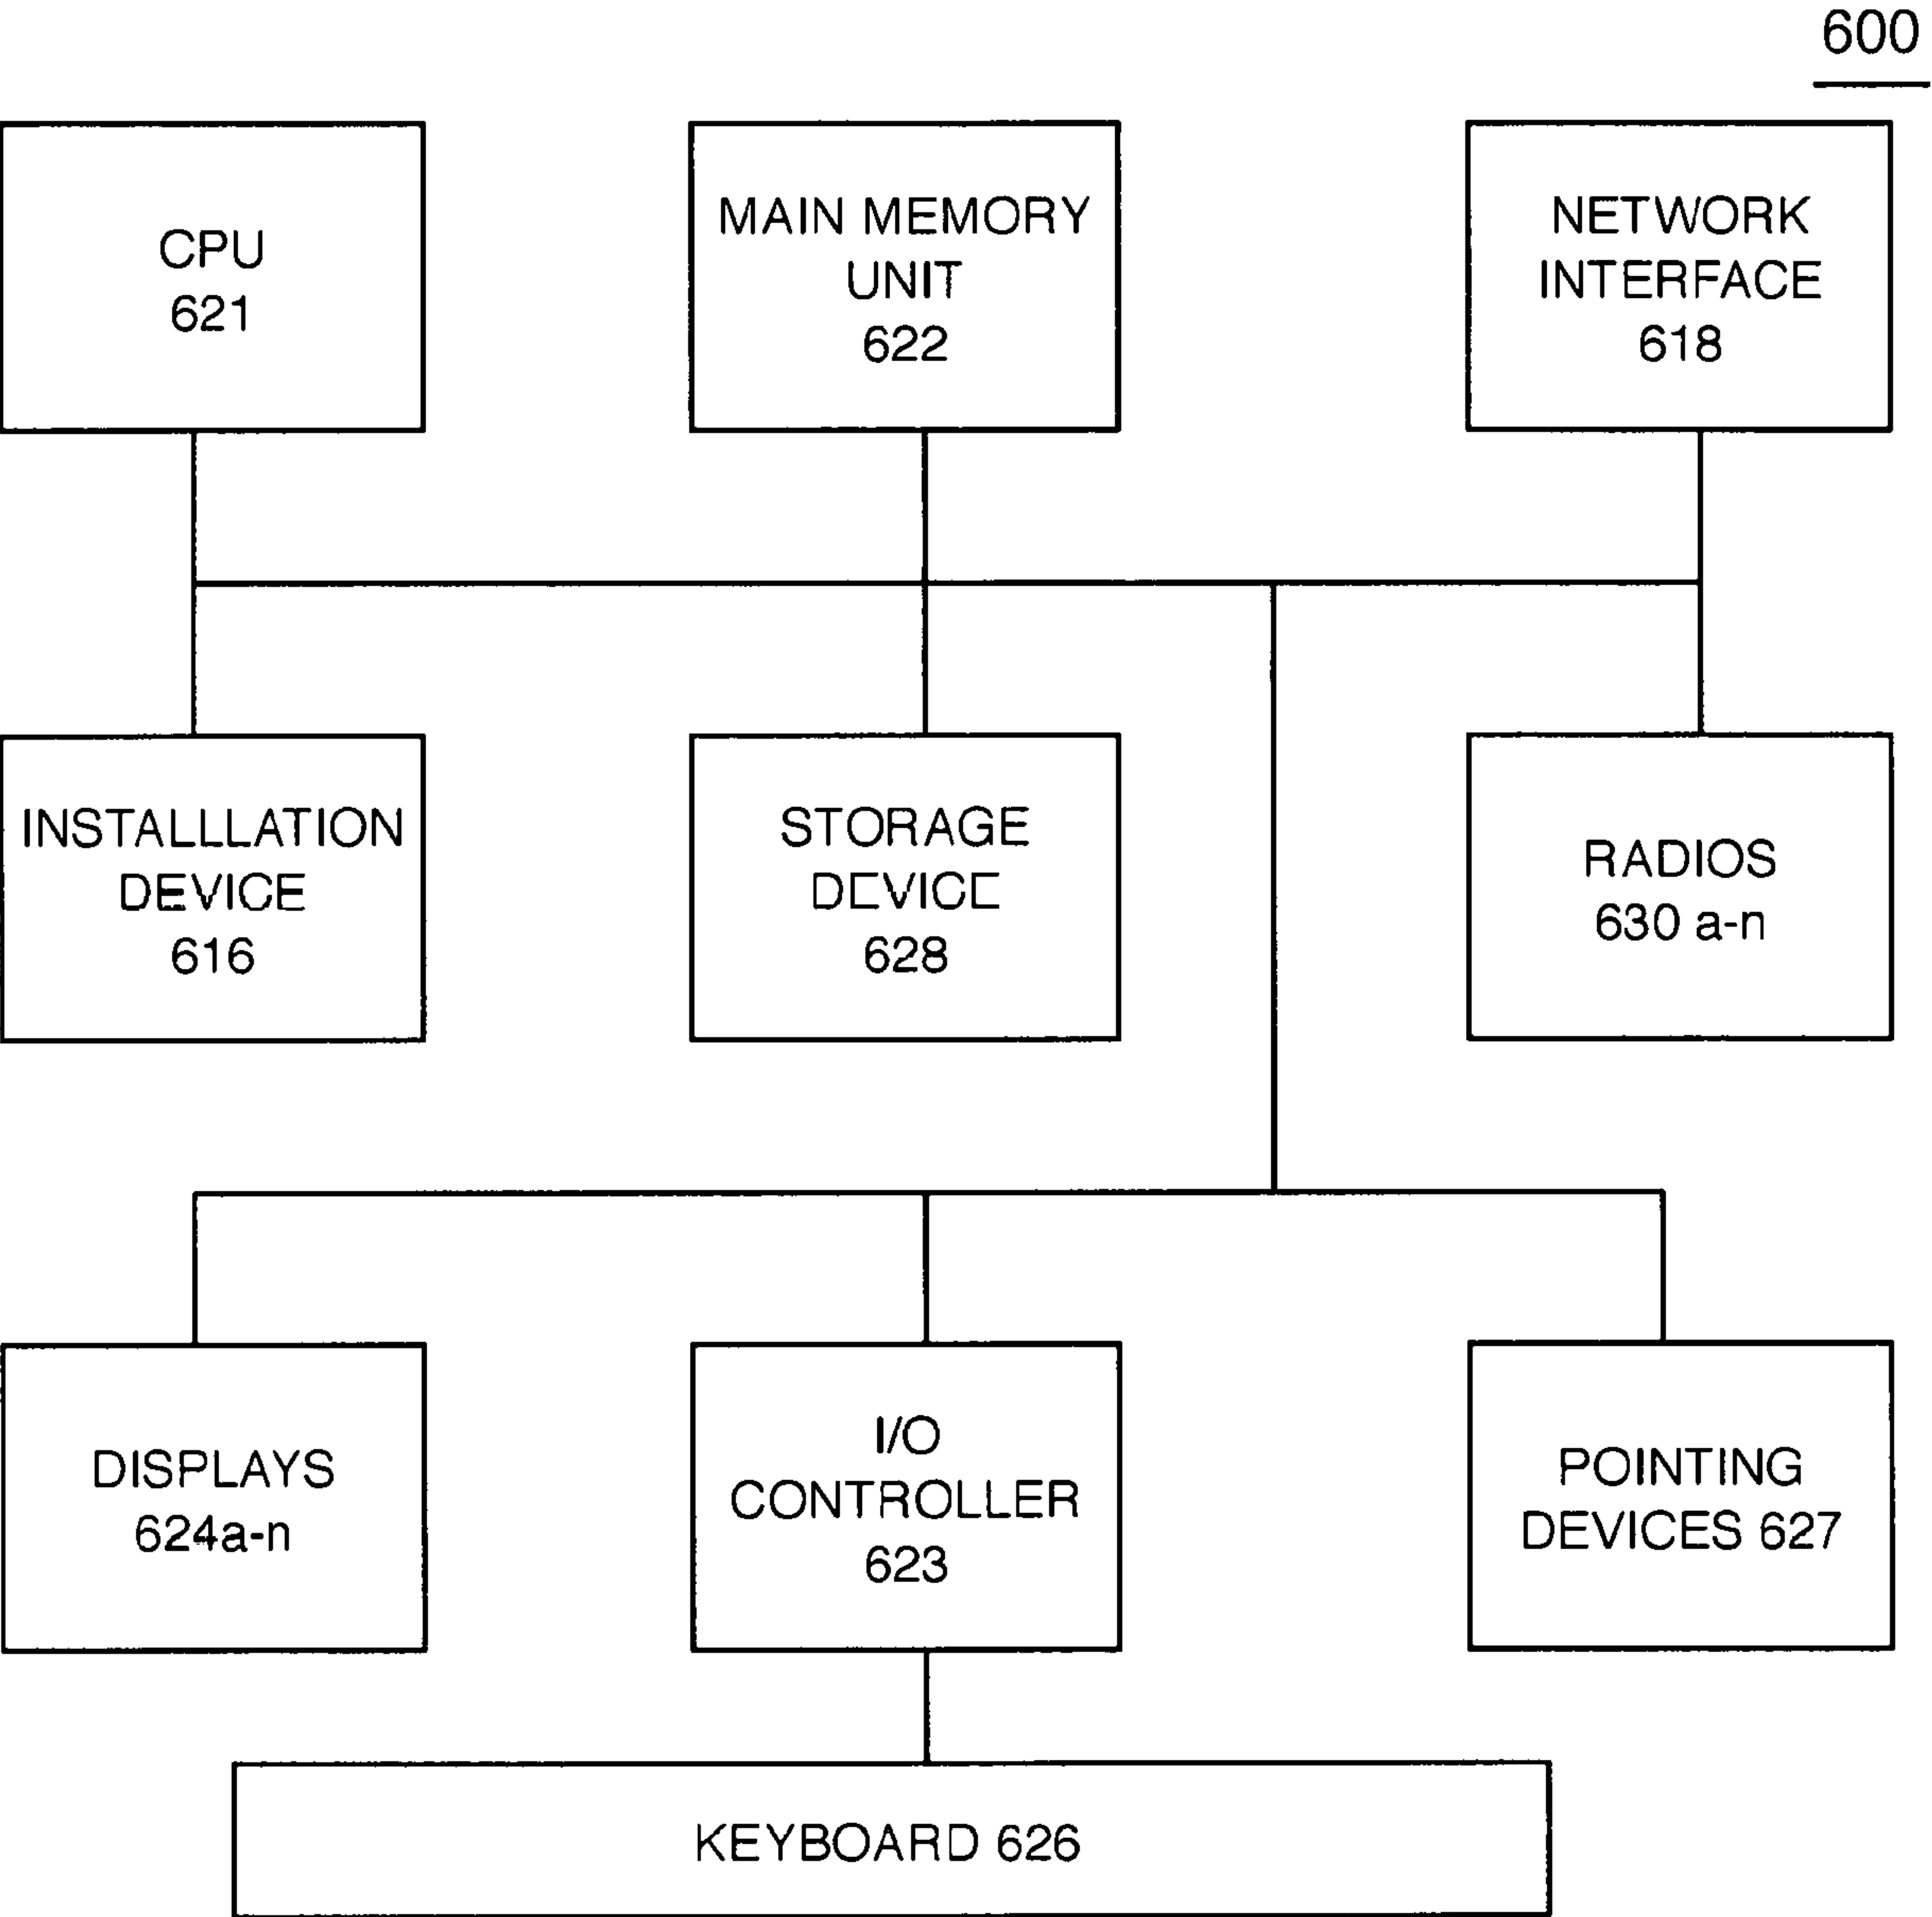 600
CPU
621
MAIN MEMORY
UNIT
622
NETWORK
INTERFACE
618
INSTALLLATION
DEVICE
616
STORAGE
DEVICE
628
RADIOS
630 a-n
DISPLAYS
624a-n
I/O
CONTROLLER
623
POINTING
DEVICES 627
KEYBOARD 626